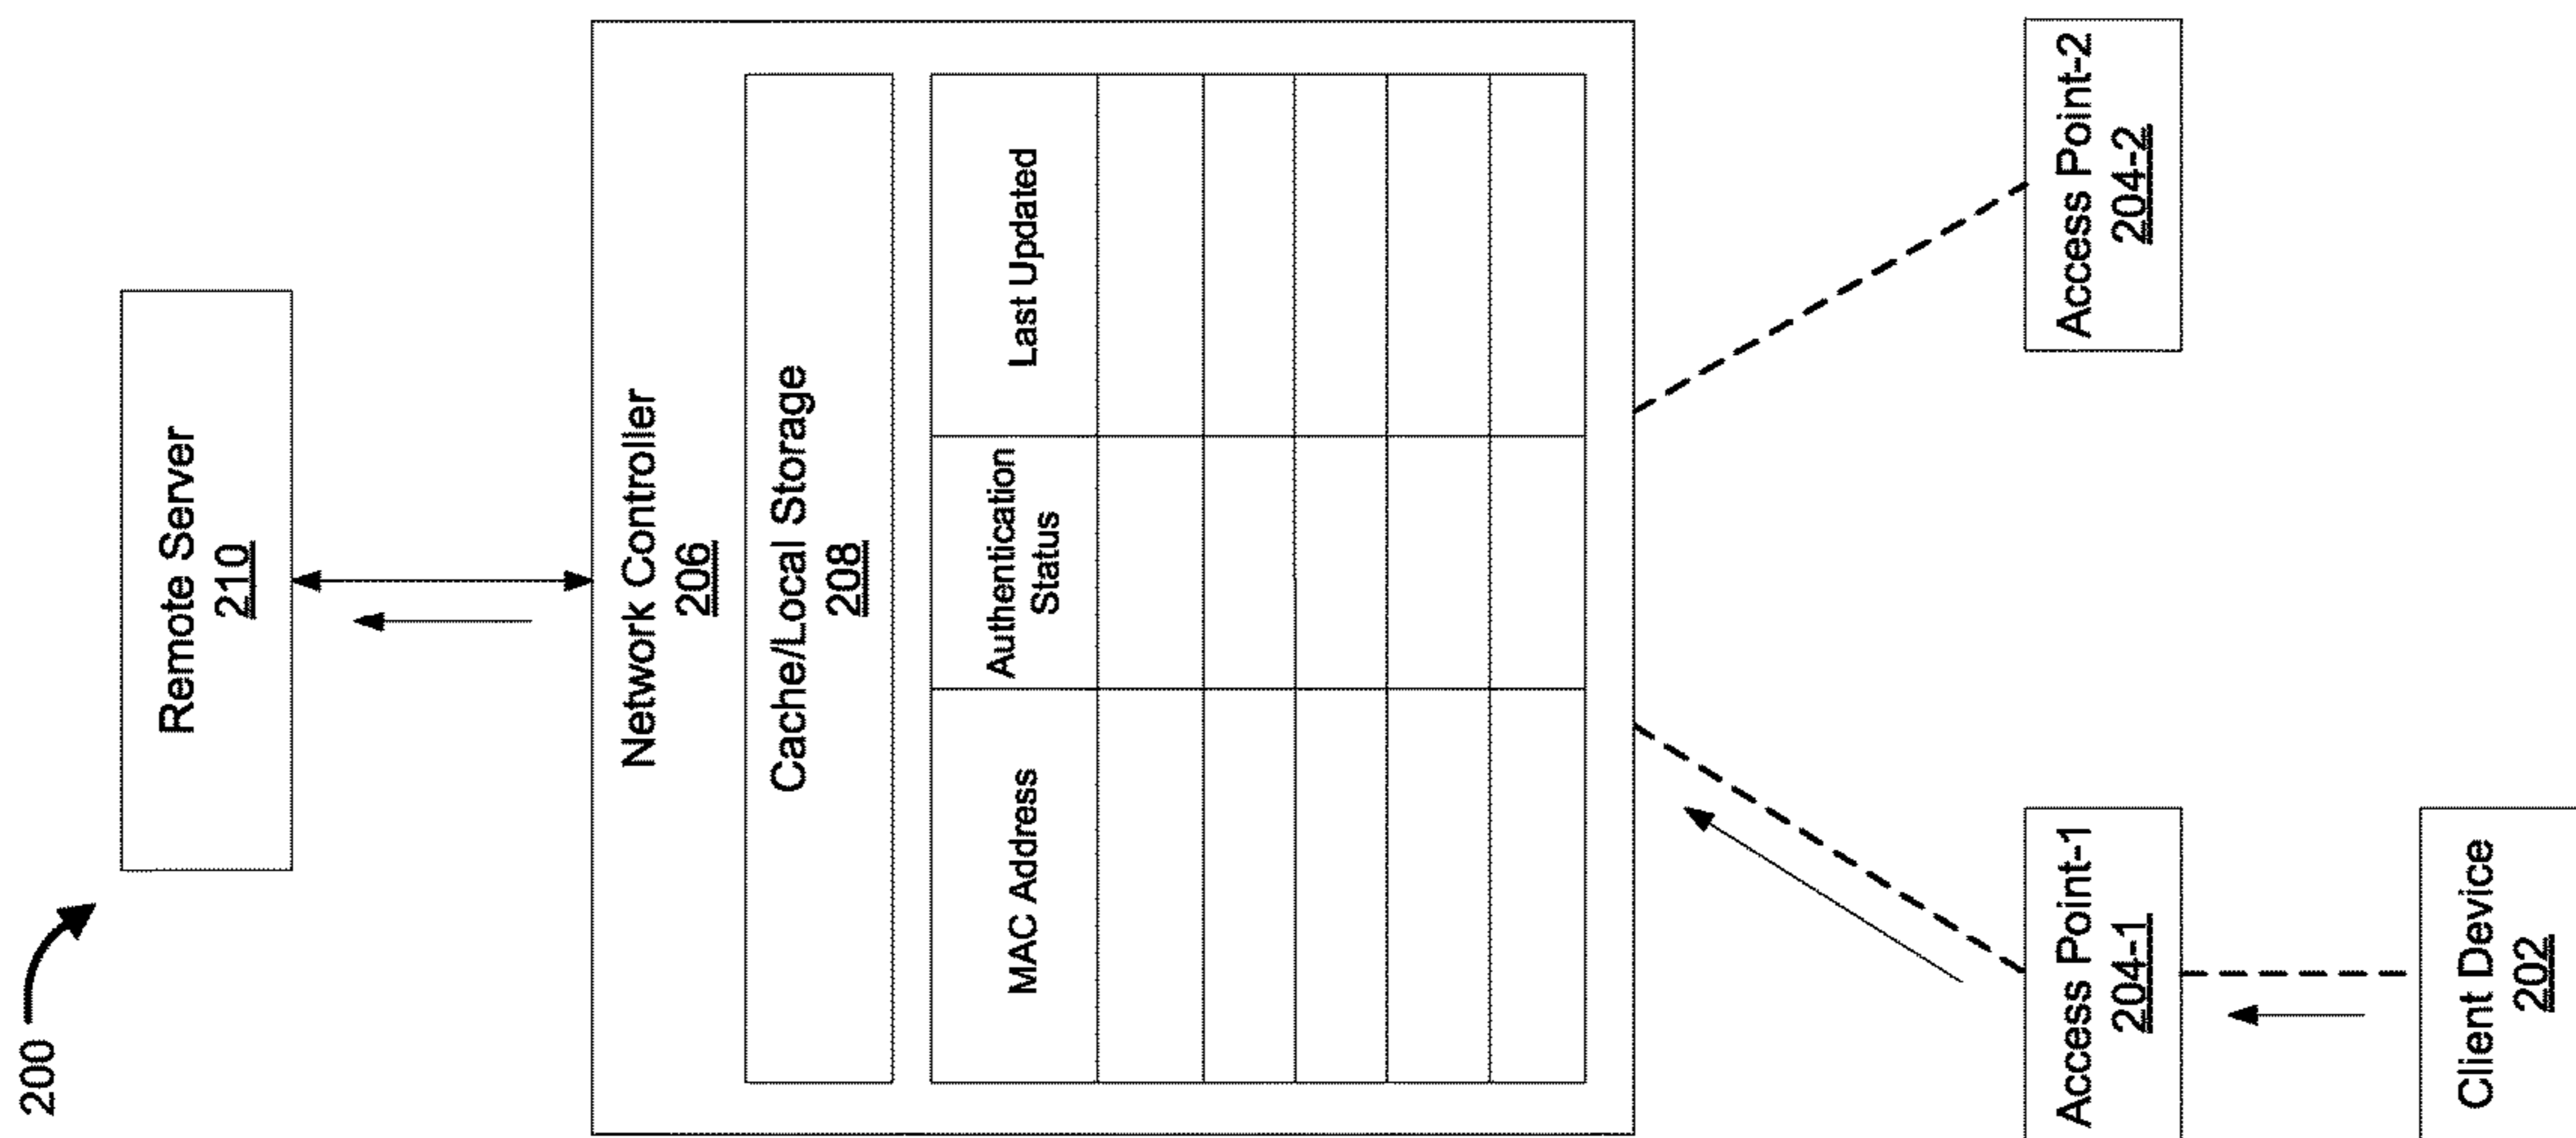 200
Remote Server
210
Network Controller
206
Cache/Local Storage
208
MAC Address
Authentication
Status
Last Updated
Access Point-1
204-1
Access Point-2
204-2
Client Device
202